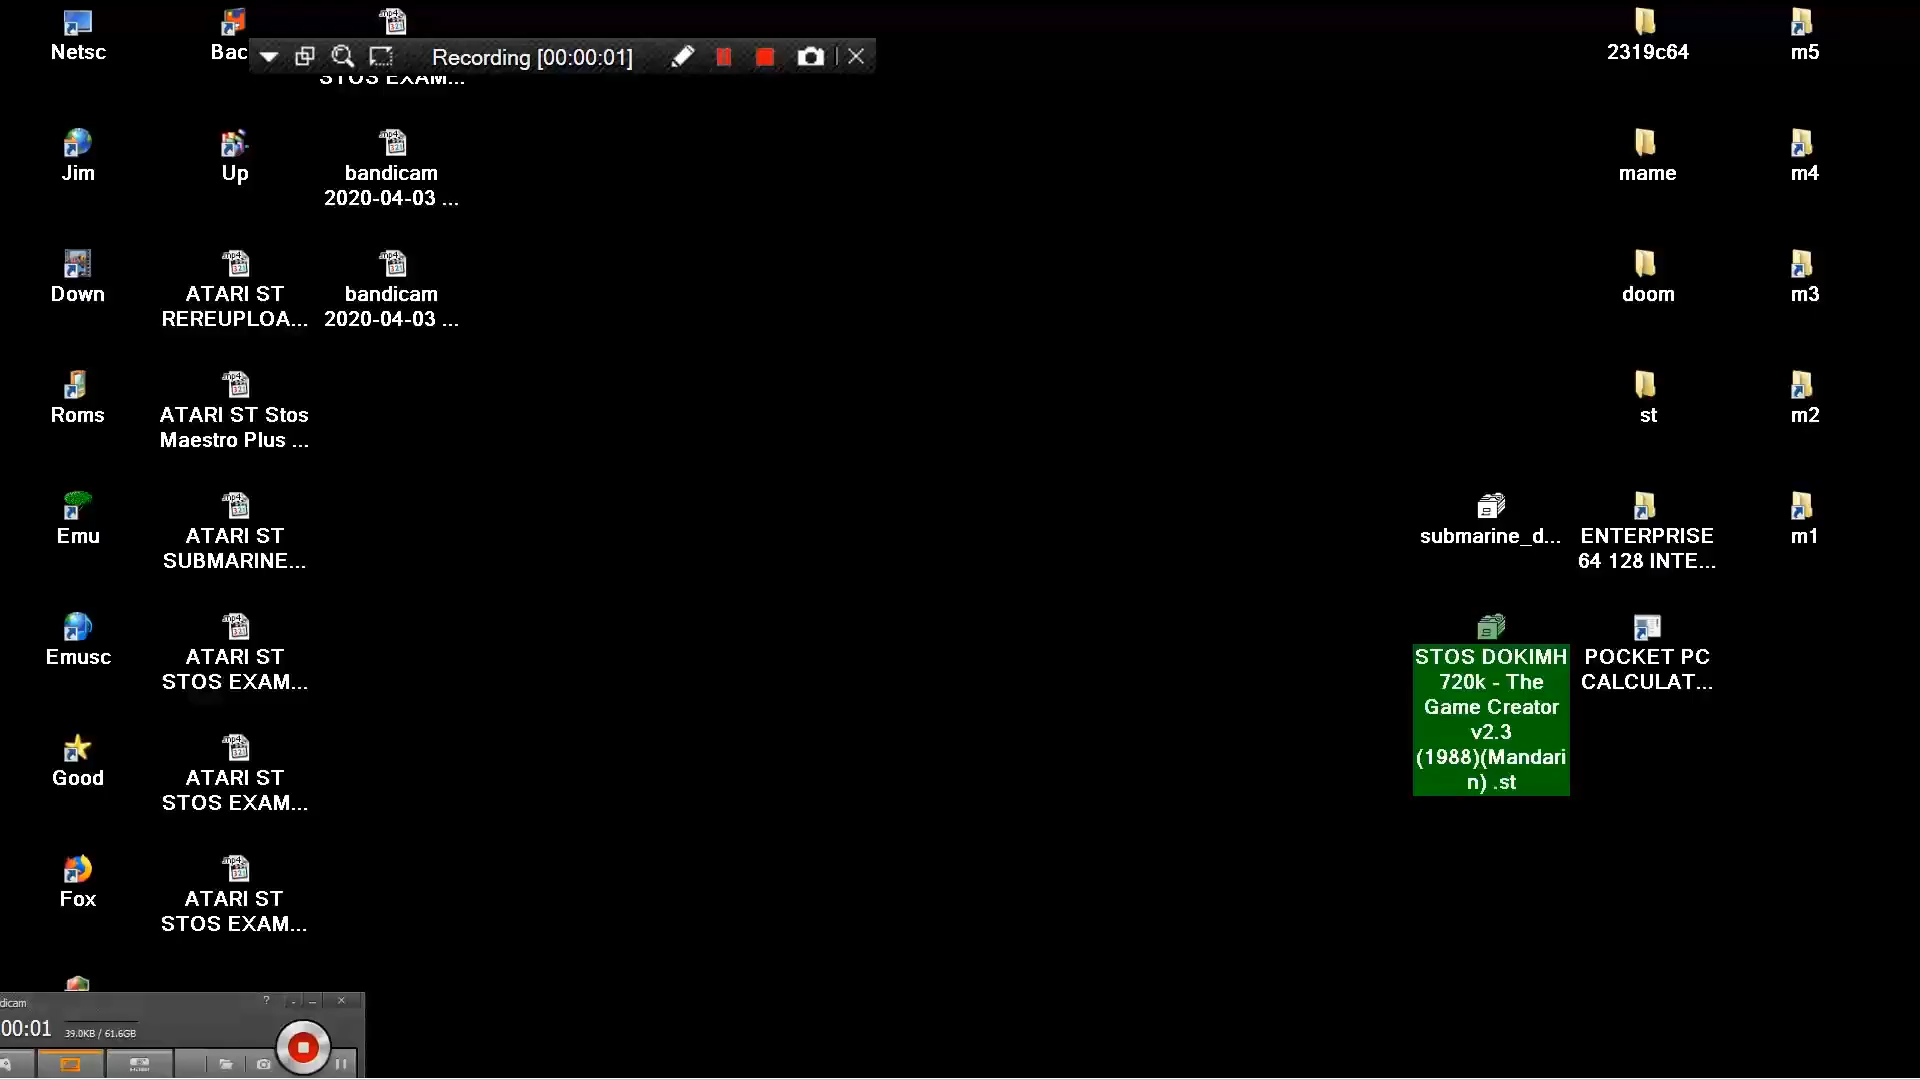 Netsc
Bac
STOS EXAM...
Recording [00:00:01]
2319c64
m5
Jim
Up
bandicam
2020-04-03 ...
mame
m4
Down
ATARI ST
REREUPLOA...
bandicam
2020-04-03 ...
doom
m3
Roms
ATARI ST Stos
Maestro Plus ...
st
m2
Emu
ATARI ST
SUBMARINE...
submarine_d...
ENTERPRISE
64 128 INTE...
m1
Emusc
ATARI ST
STOS EXAM...
STOS DOKIMH
720k - The
Game Creator
v2.3
(1988)(Mandari
n) .st
POCKET PC
CALCULAT...
Good
ATARI ST
STOS EXAM...
Fox
ATARI ST
STOS EXAM...
dicam
00:01
39.0KB / 61.6GB